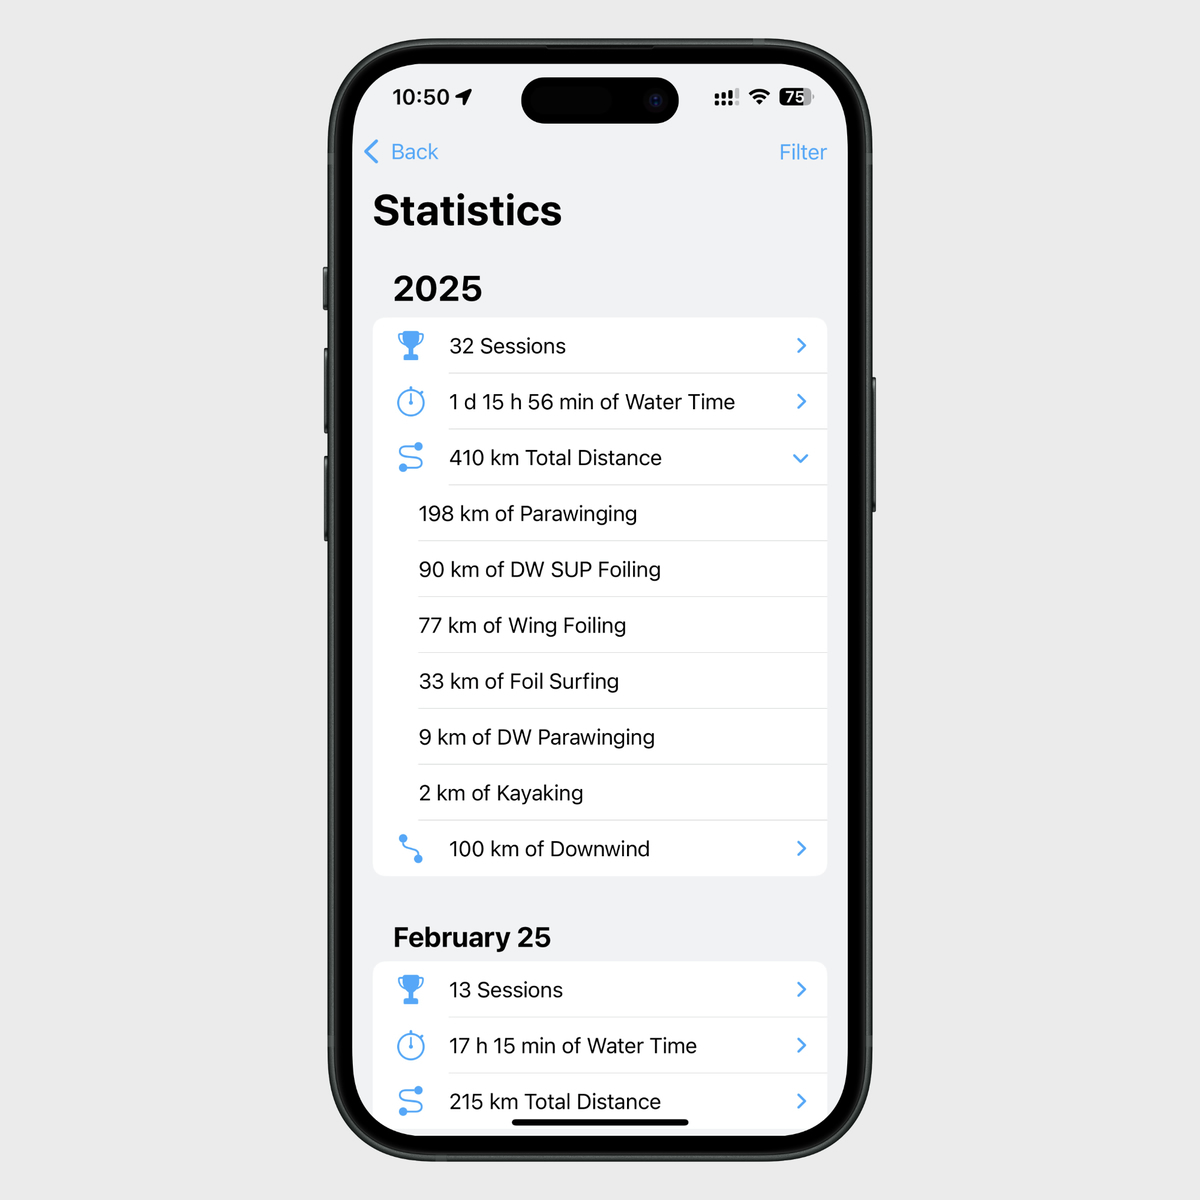 10:50
75
Back
Filter
Statistics
2025
32 Sessions
1 d 15 h 56 min of Water Time
410 km Total Distance
198 km of Parawinging
90 km of DW SUP Foiling
77 km of Wing Foiling
33 km of Foil Surfing
9 km of DW Parawinging
2 km of Kayaking
100 km of Downwind
February 25
13 Sessions
17 h 15 min of Water Time
215 km Total Distance